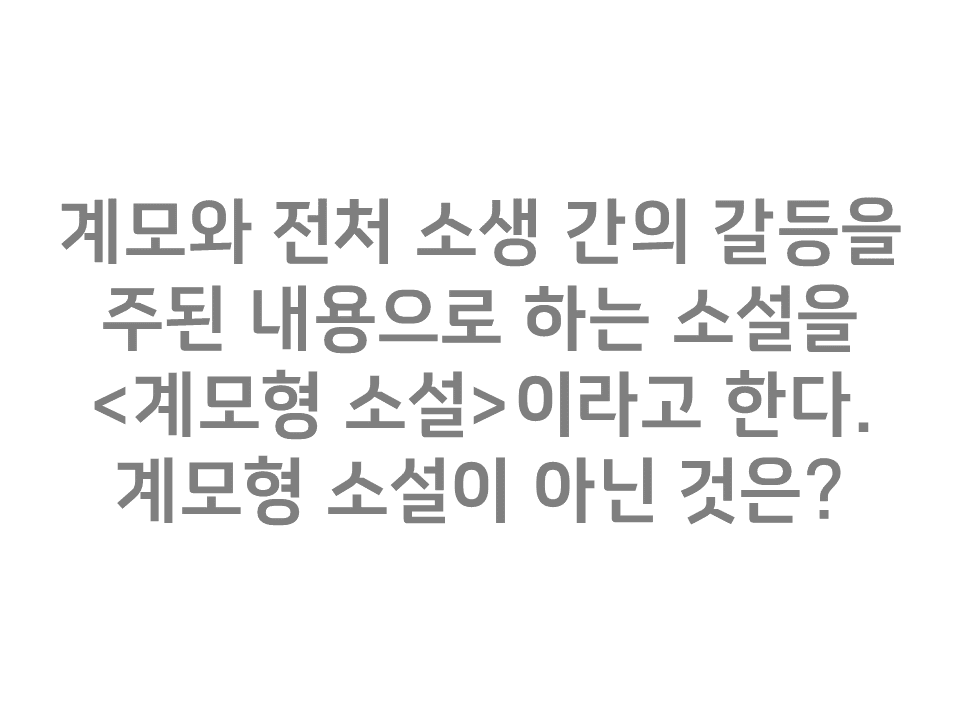 계모와 전처 소생 간의 갈등을
주된 내용으로 하는 소설을
<계모형 소설>이라고 한다.
계모형 소설이 아닌 것은?